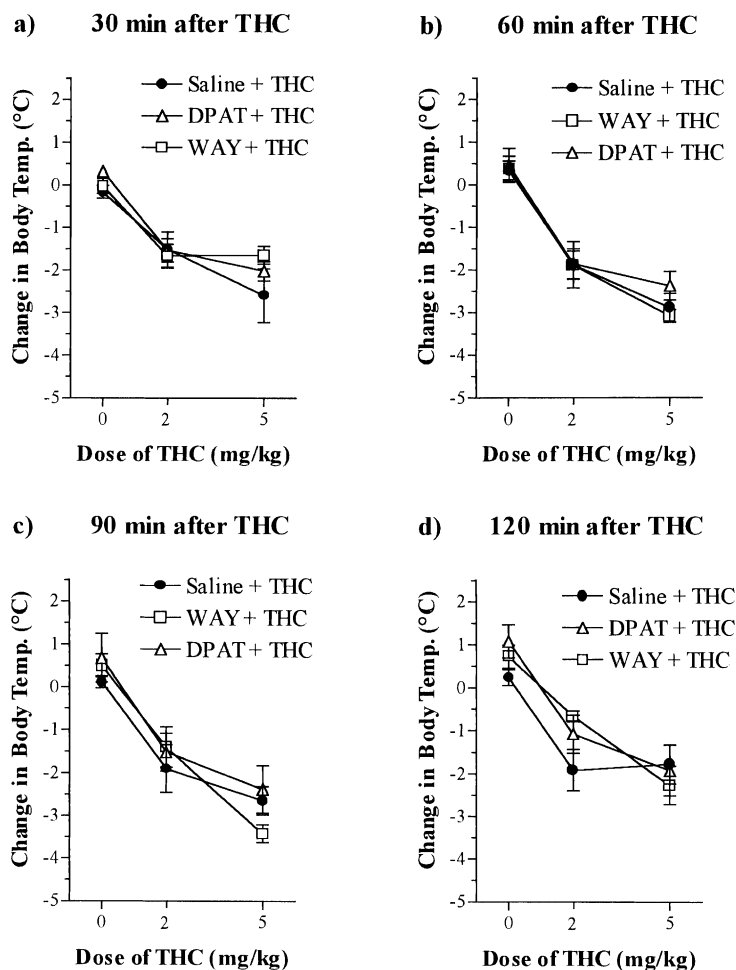 a) 30 min after THC
Saline + THC
DPAT + THC
WAY + THC
Change in Body Temp. (°C)
2
1
0
-1
-2
-3
-4
-5
0 2 5
Dose of THC (mg/kg)
b) 60 min after THC
Saline + THC
WAY + THC
DPAT + THC
Change in Body Temp. (°C)
2
1
0
-1
-2
-3
-4
-5
0 2 5
Dose of THC (mg/kg)
c) 90 min after THC
Saline + THC
WAY + THC
DPAT + THC
Change in Body Temp. (°C)
2
1
0
-1
-2
-3
-4
-5
0 2 5
Dose of THC (mg/kg)
d) 120 min after THC
Saline + THC
DPAT + THC
WAY + THC
Change in Body Temp. (°C)
2
1
0
-1
-2
-3
-4
-5
0 2 5
Dose of THC (mg/kg)